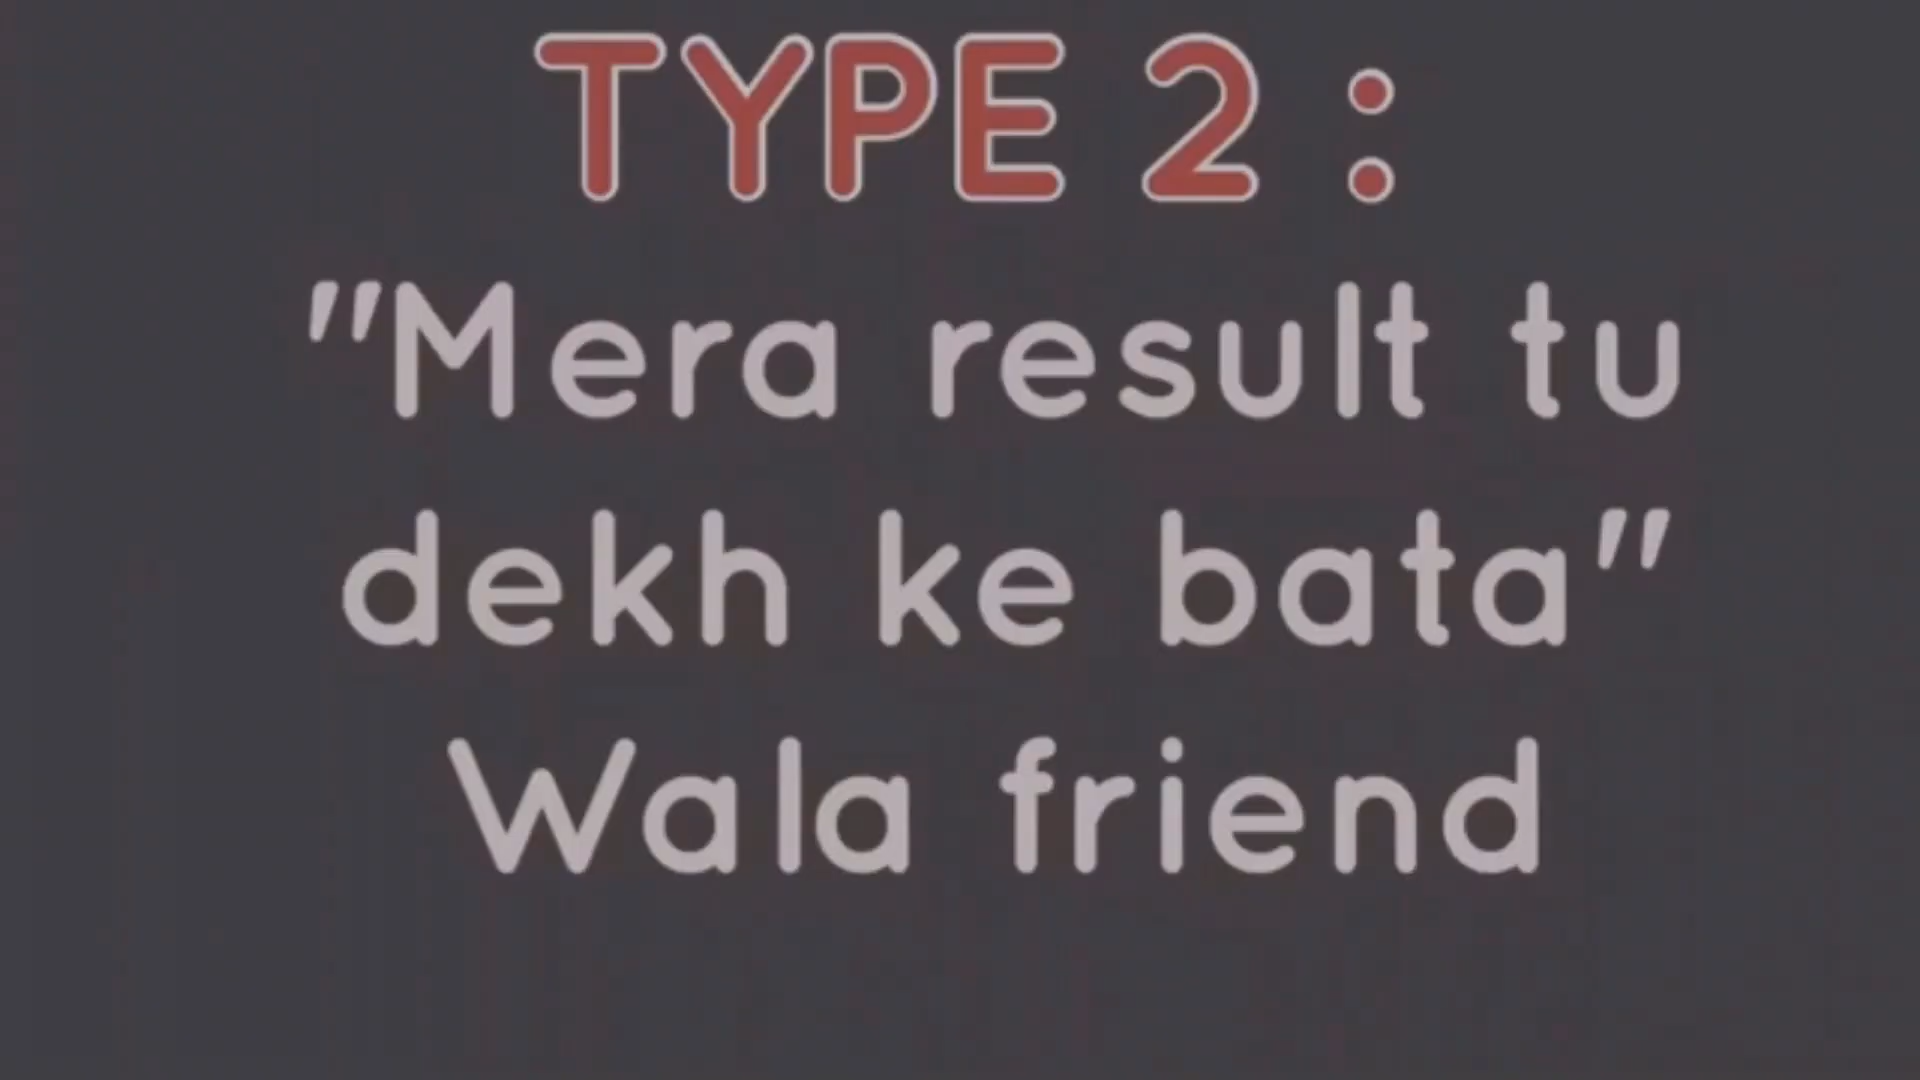 TYPE 2 :
"Mera result tu
dekh ke bata"
Wala friend